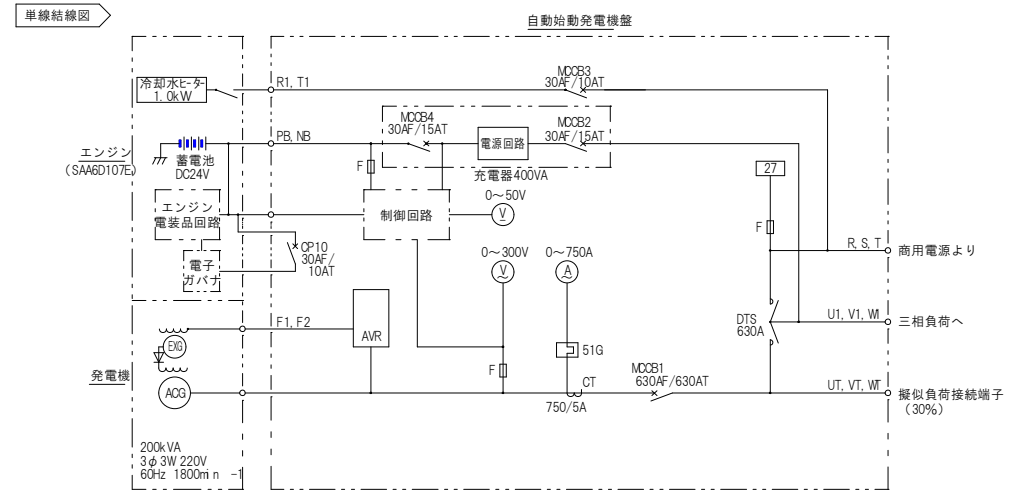 単線結線図
自動始動発電機盤
冷却水ヒーター
1.0kW
R1, T1
MCCB3
30AF/10AT
PB, NB
MCCB4
30AF/15AT
電源回路
MCCB2
30AF/15AT
充電器400VA
エンジン
(SAA6D107E)
蓄電池
DC24V
F
27
エンジン
電装品回路
制御回路
0～50V
V
F
電子
ガバナ
CP10
30AF/
10AT
0～300V
V
0～750A
A
R, S, T
商用電源より
AVR
F1, F2
DTS
630A
U1, V1, W1
三相負荷へ
EXG
51G
発電機
F
CT
750/5A
MCCB1
630AF/630AT
ACG
UT, VT, WT
擬似負荷接続端子
(30%)
200kVA
3φ3W 220V
60Hz 1800min -1